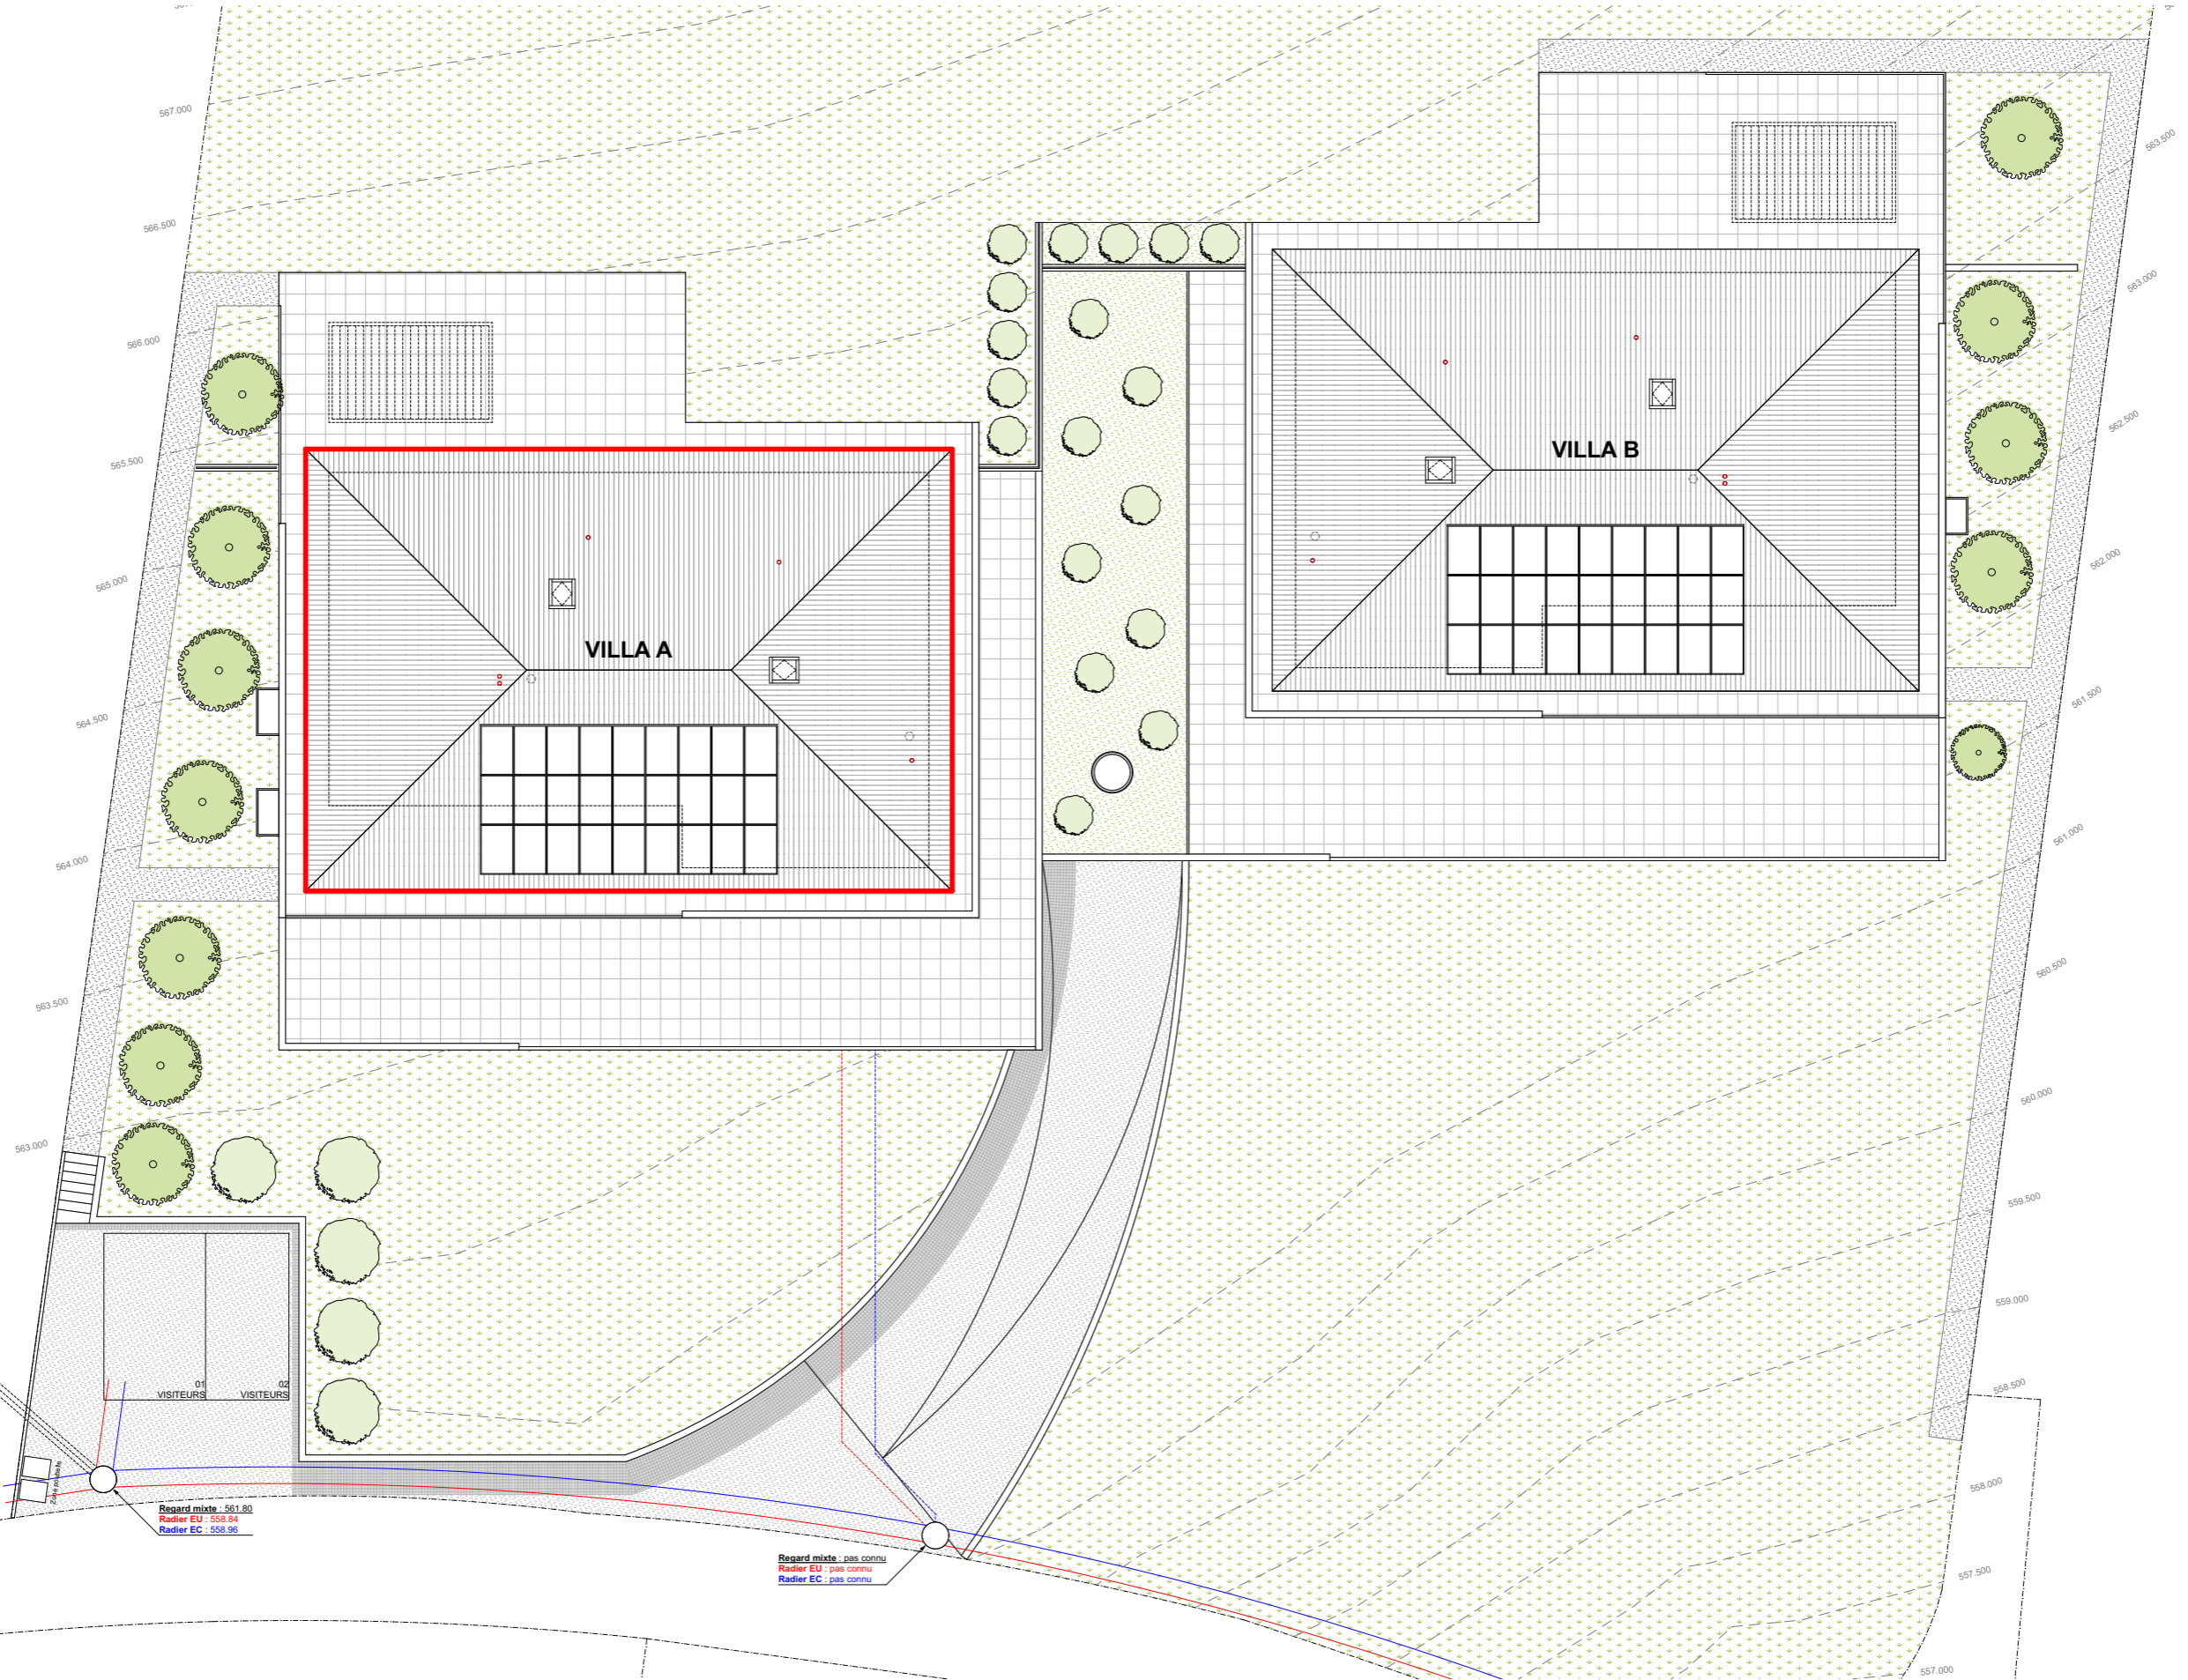 567.000
566.500
566.000
565.500
565.000
564.500
564.000
563.500
563.000
VILLA A
VILLA B
563.500
563.000
562.500
562.000
561.500
561.000
560.500
560.000
559.500
559.000
558.500
558.000
557.500
557.000
01
VISITEURS
02
VISITEURS
Zone poubelle
Regard mixte : 561.80
Radier EU : 558.84
Radier EC : 558.96
Regard mixte : pas connu
Radier EU : pas connu
Radier EC : pas connu